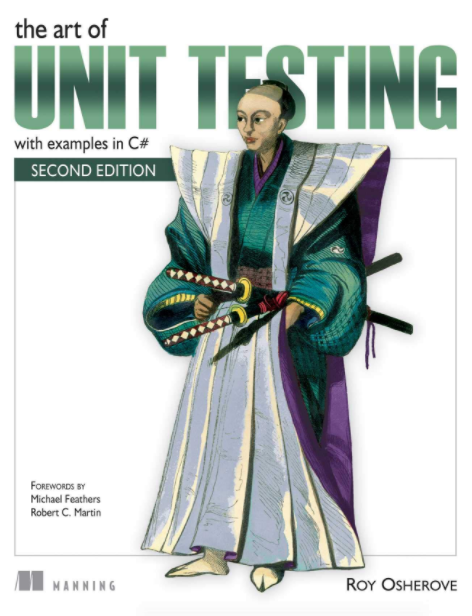 the art of
UNIT TESTING
with examples in C#
SECOND EDITION
FOREWORDS BY
Michael Feathers
Robert C. Martin
MANNING
ROY OSHEROVE